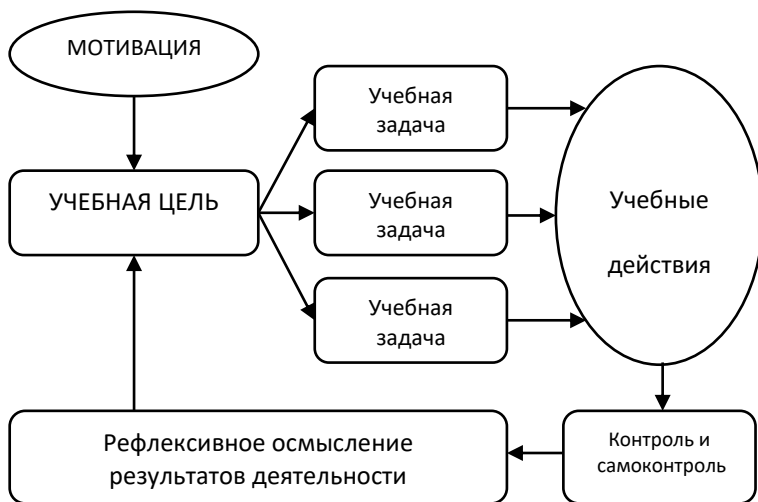 МОТИВАЦИЯ
УЧЕБНАЯ ЦЕЛЬ
Учебная
задача
Учебная
задача
Учебная
задача
Учебные
действия
Контроль и
самоконтроль
Рефлексивное осмысление
результатов деятельности